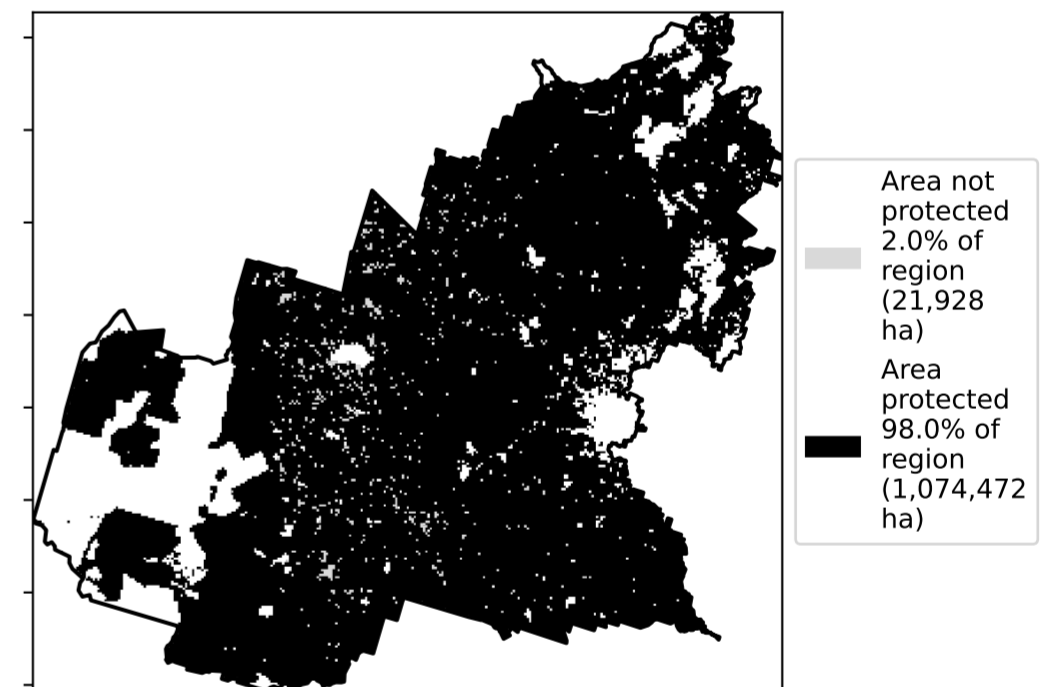 Area not
protected
2.0% of
region
(21,928
ha)
Area
protected
98.0% of
region
(1,074,472
ha)